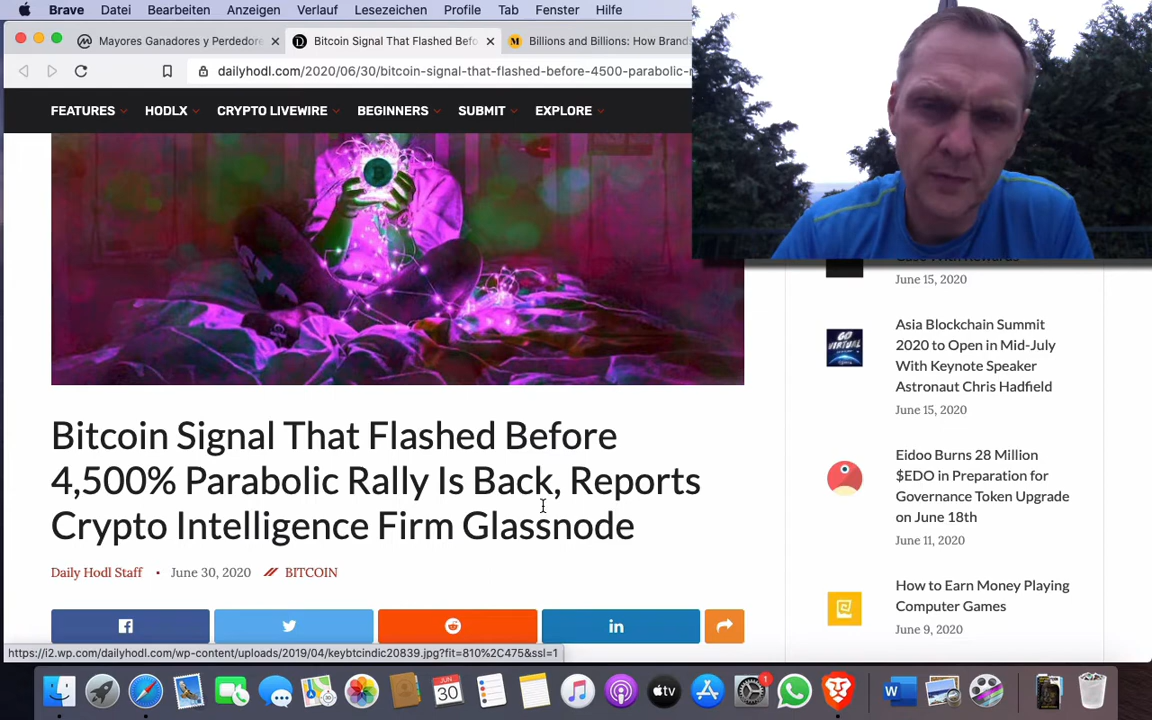 Brave Datei Bearbeiten Anzeigen Verlauf Lesezeichen Profile Tab Fenster Hilfe
Mayores Ganadores y Perdedore
Bitcoin Signal That Flashed Befo
Billions and Billions: How Brand
dailyhodl.com/2020/06/30/bitcoin-signal-that-flashed-before-4500-parabolic-
FEATURES HODLX CRYPTO LIVEWIRE BEGINNERS SUBMIT EXPLORE
Bitcoin Signal That Flashed Before
4,500% Parabolic Rally Is Back, Reports
Crypto Intelligence Firm Glassnode
Daily Hodl Staff • June 30, 2020 BITCOIN
June 15, 2020
GO
VIRTUAL
Asia Blockchain Summit
2020 to Open in Mid-July
With Keynote Speaker
Astronaut Chris Hadfield
June 15, 2020
Eidoo Burns 28 Million
$EDO in Preparation for
Governance Token Upgrade
on June 18th
June 11, 2020
How to Earn Money Playing
Computer Games
June 9, 2020
https://i2.wp.com/dailyhodl.com/wp-content/uploads/2019/04/keybtcindic20839.jpg?fit=810%2C475&ssl=1
JUN
30
tv
1
W